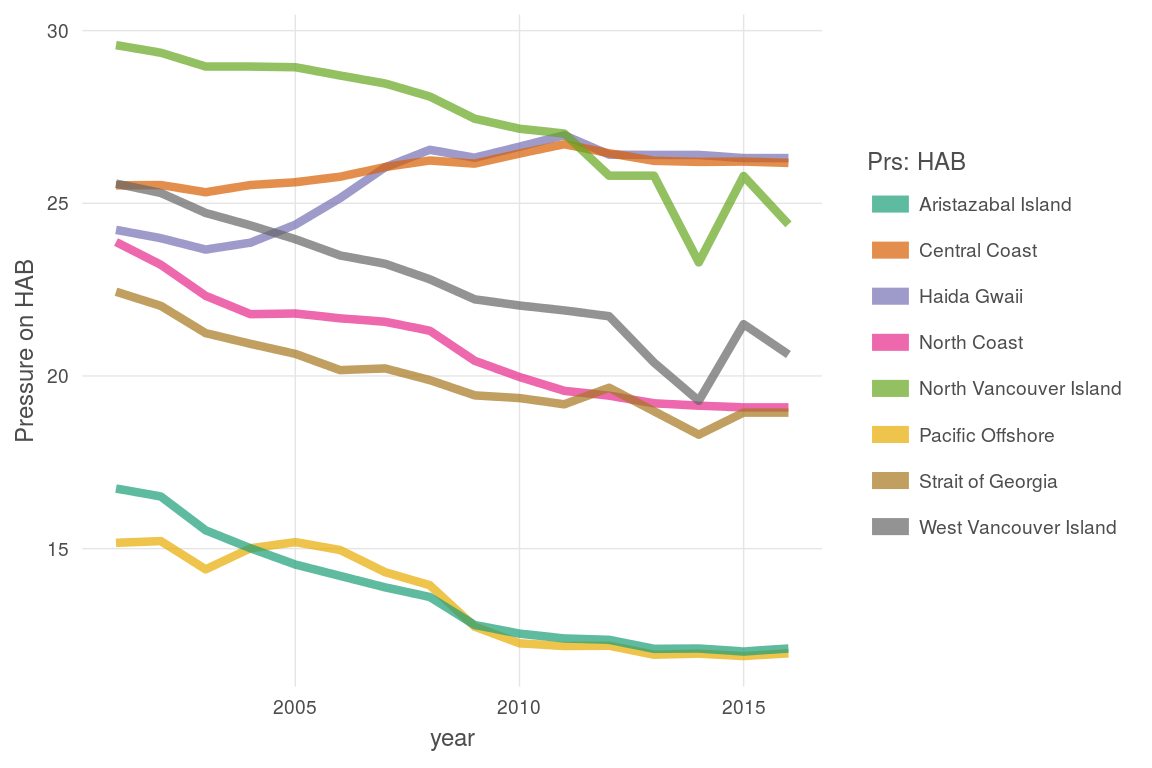 30
25
20
15
Pressure on HAB
2005
2010
2015
year
Prs: HAB
Aristazabal Island
Central Coast
Haida Gwaii
North Coast
North Vancouver Island
Pacific Offshore
Strait of Georgia
West Vancouver Island